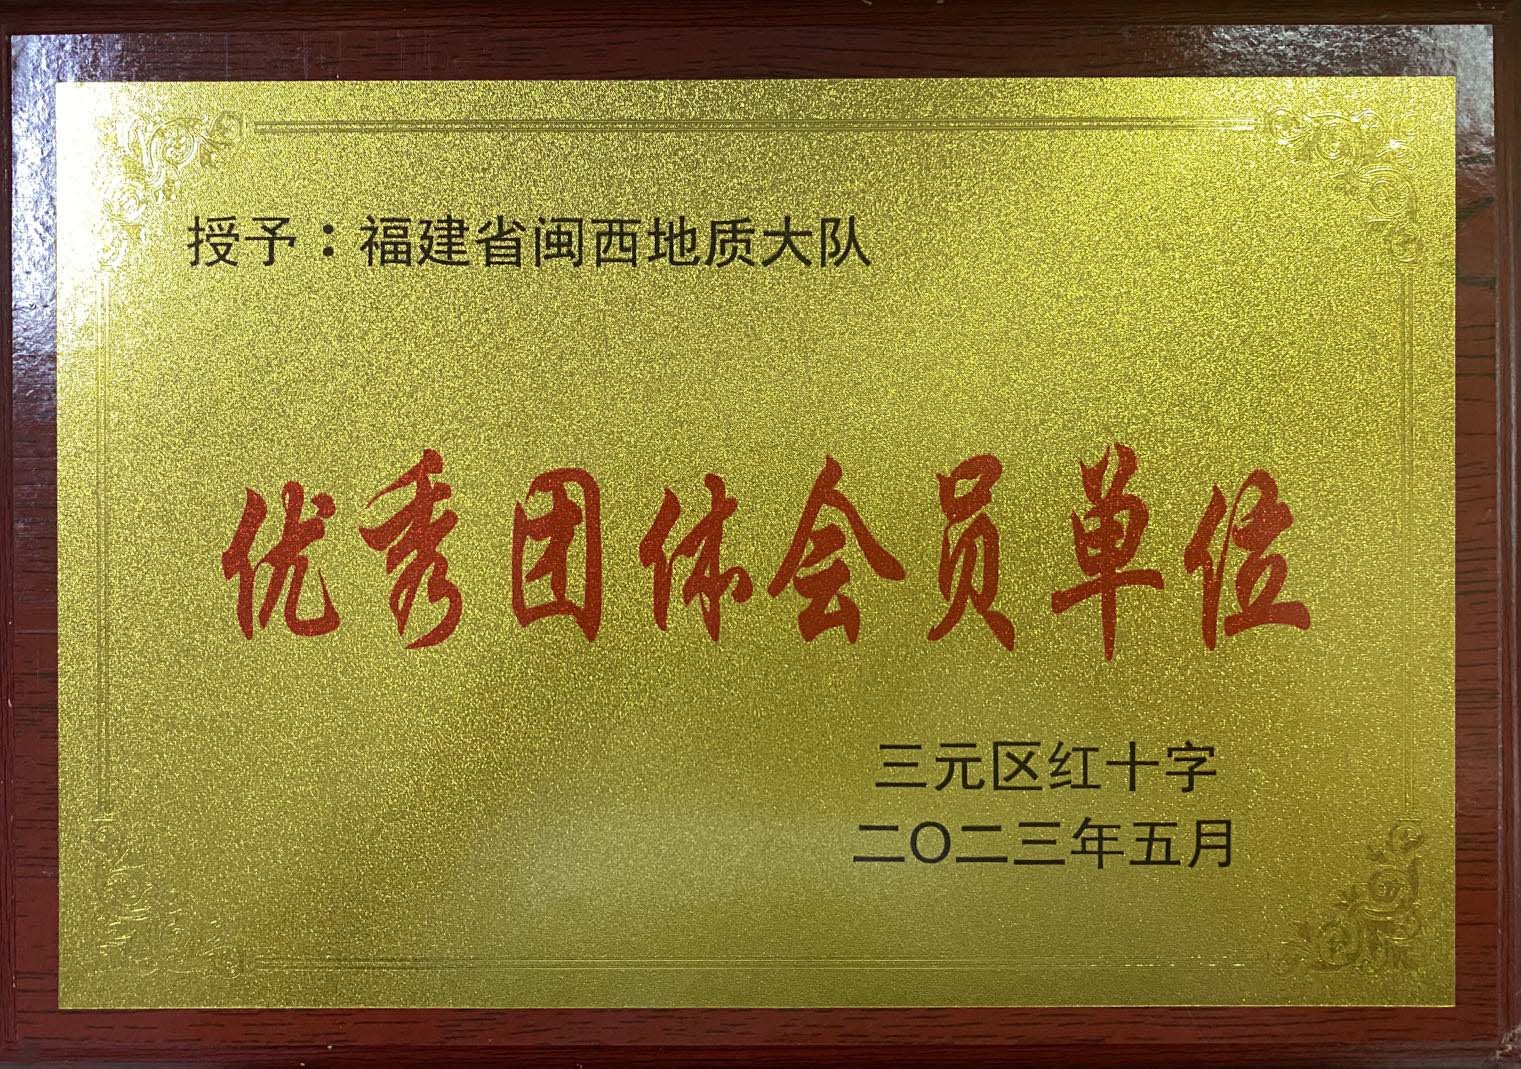 授予：福建省闽西地质大队
优秀团体会员单位
三元区红十字
二〇二三年五月